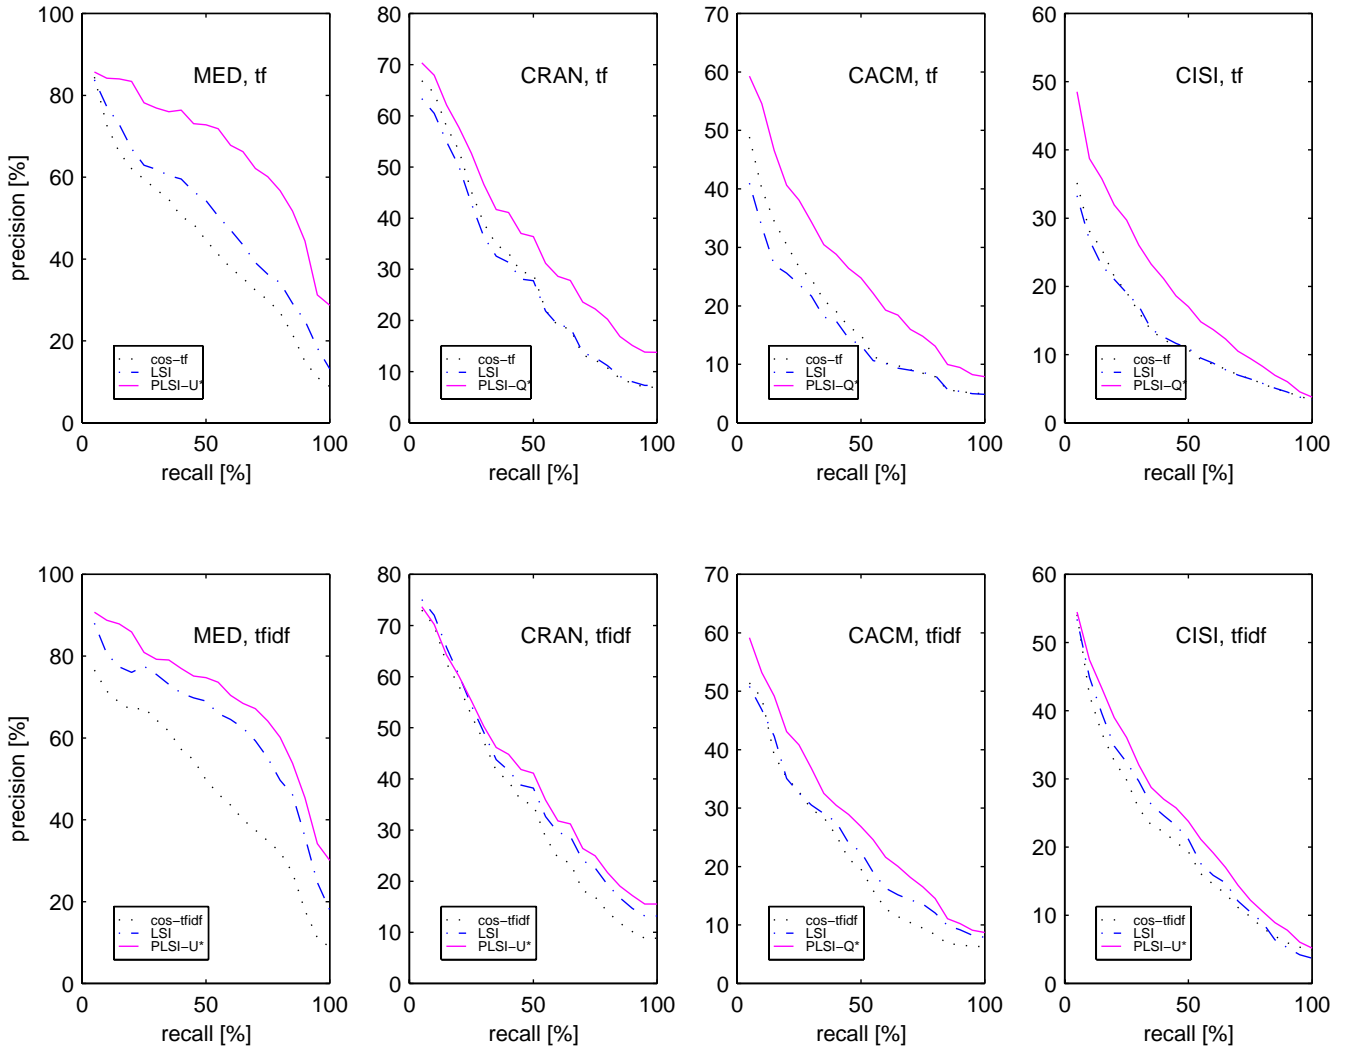 MED, tf
precision [%]
100
80
60
40
20
0
cos-tf
LSI
PLSI-U*
0 50 100
recall [%]
CRAN, tf
80
70
60
50
40
30
20
10
0
cos-tf
LSI
PLSI-Q*
0 50 100
recall [%]
CACM, tf
70
60
50
40
30
20
10
0
cos-tf
LSI
PLSI-Q*
0 50 100
recall [%]
CISI, tf
60
50
40
30
20
10
0
cos-tf
LSI
PLSI-Q*
0 50 100
recall [%]
MED, tfidf
precision [%]
100
80
60
40
20
0
cos-tfidf
LSI
PLSI-U*
0 50 100
recall [%]
CRAN, tfidf
80
70
60
50
40
30
20
10
0
cos-tfidf
LSI
PLSI-U*
0 50 100
recall [%]
CACM, tfidf
70
60
50
40
30
20
10
0
cos-tfidf
LSI
PLSI-Q*
0 50 100
recall [%]
CISI, tfidf
60
50
40
30
20
10
0
cos-tfidf
LSI
PLSI-U*
0 50 100
recall [%]